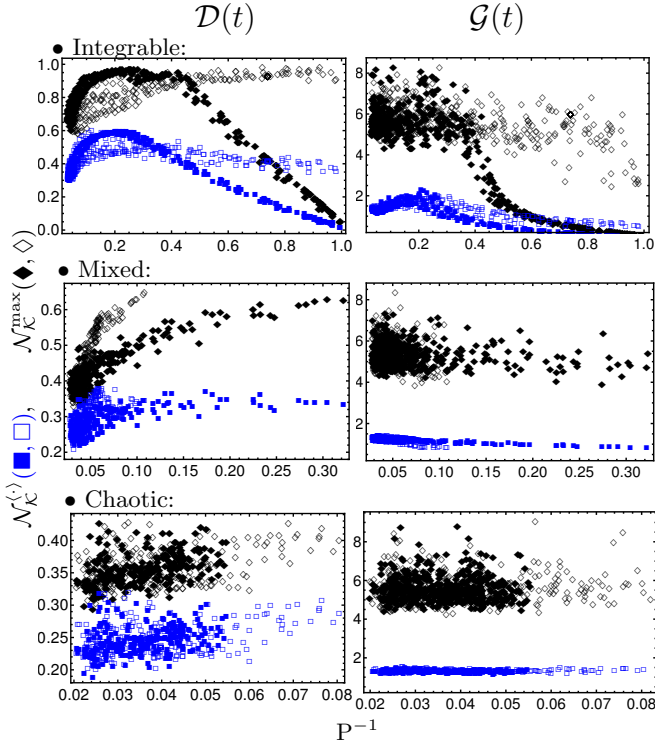 𝒟(t) 𝒢(t)
● Integrable:
1.0
0.8
0.6
0.4
0.2
0.0
0.2 0.4 0.6 0.8 1.0
8
6
4
2
0.2 0.4 0.6 0.8 1.0
● Mixed:
0.6
0.5
0.4
0.3
0.2
0.05 0.10 0.15 0.20 0.25 0.30
8
6
4
2
0.05 0.10 0.15 0.20 0.25 0.30
● Chaotic:
0.40
0.35
0.30
0.25
0.20
0.02 0.03 0.04 0.05 0.06 0.07 0.08
8
6
4
2
0.02 0.03 0.04 0.05 0.06 0.07 0.08
P⁻¹
𝒩_𝒦^⟨·⟩(■,□), 𝒩_𝒦^max(◆,◇)